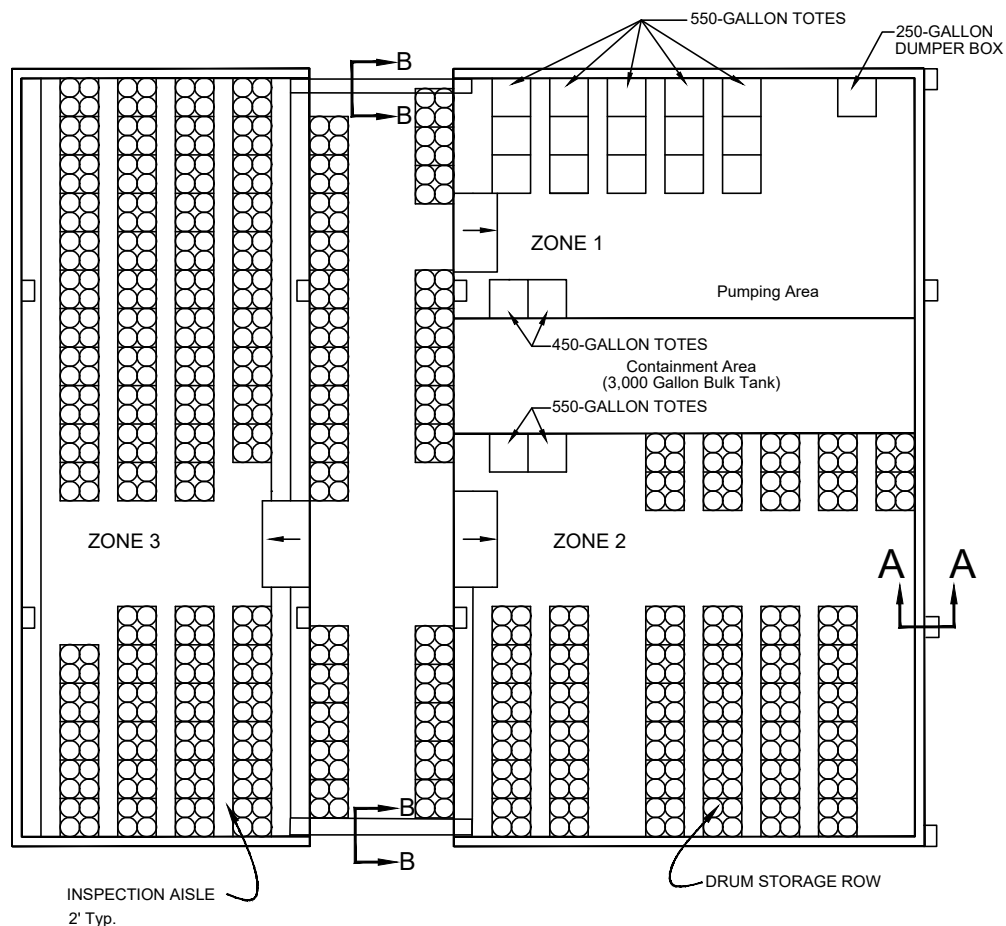 550-GALLON TOTES
250-GALLON
DUMPER BOX
B
B
ZONE 1
Pumping Area
450-GALLON TOTES
Containment Area
(3,000 Gallon Bulk Tank)
550-GALLON TOTES
ZONE 3
ZONE 2
A A
B
B
INSPECTION AISLE
2' Typ.
DRUM STORAGE ROW